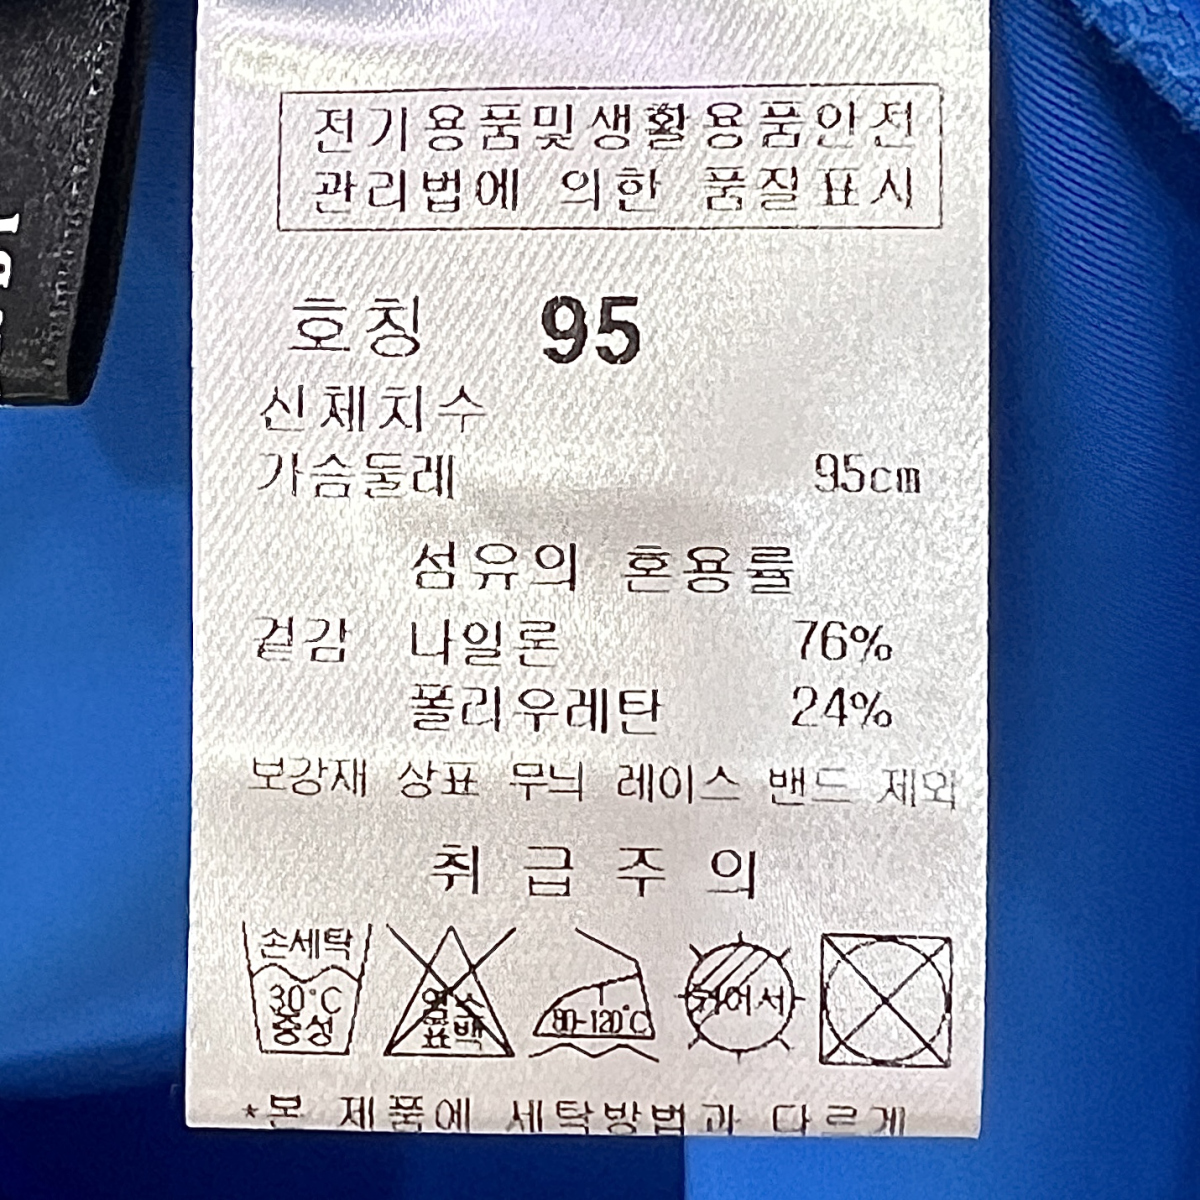 전기용품및생활용품안전
관리법에 의한 품질표시
호칭 95
신체치수
가슴둘레 95cm
섬유의 혼용률
겉감 나일론 76%
폴리우레탄 24%
보강재 상표 무늬 레이스 밴드 제외
취급주의
손세탁
30°C
중성
염소
표백
80-120°C
뉘어서
*본 제품에 세탁방법과 다르게